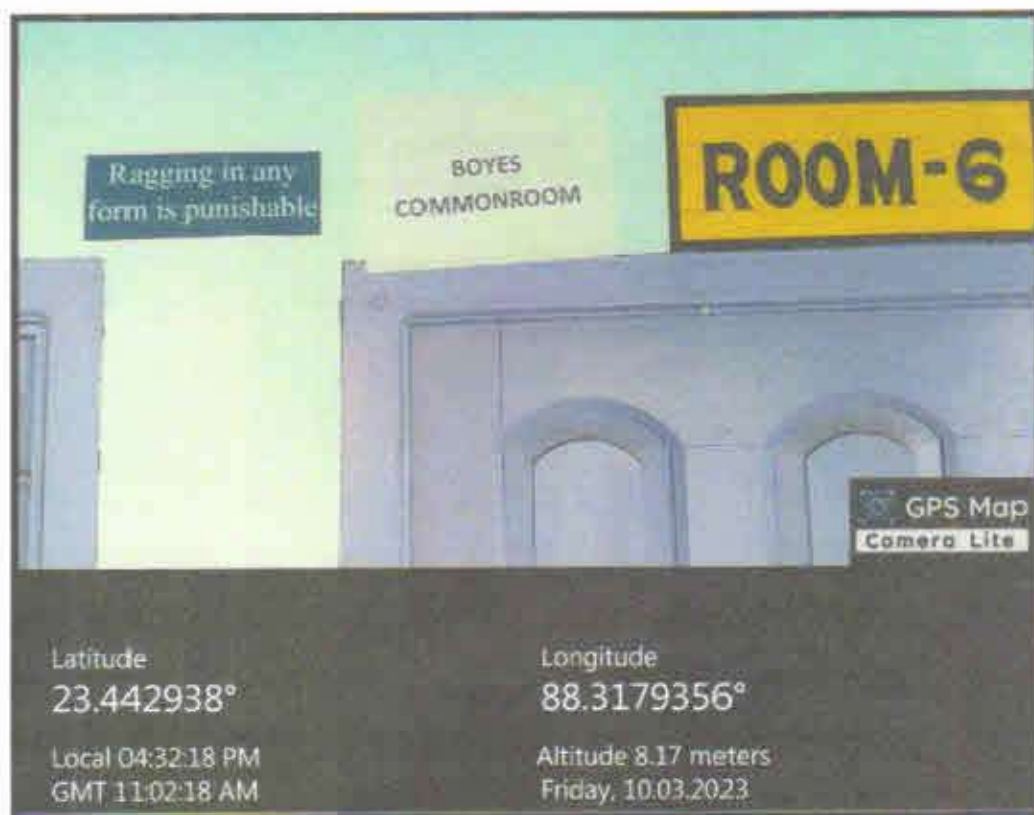 Ragging in any
form is punishable
BOYES
COMMONROOM
ROOM-6
GPS Map
Camera Lite
Latitude
23.442938°
Longitude
88.3179356°
Local 04:32:18 PM
GMT 11:02:18 AM
Altitude 8.17 meters
Friday, 10.03.2023